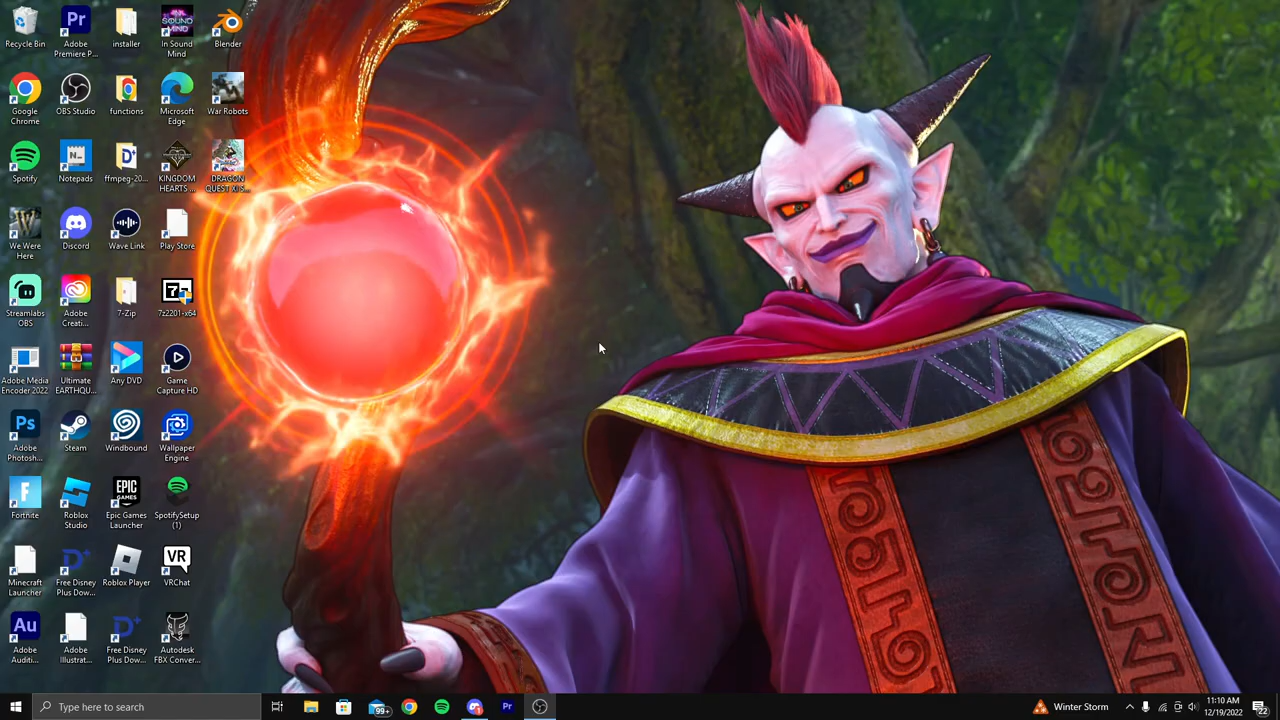 Recycle Bin
Adobe
Premiere P...
installer
In Sound
Mind
Blender
Google
Chrome
OBS Studio
functions
Microsoft
Edge
War Robots
Spotify
Notepads
ffmpeg-20...
KINGDOM
HEARTS ...
DRAGON
QUEST XI S...
We Were
Here
Discord
Wave Link
Play Store
Streamlabs
OBS
Adobe
Creati...
7-Zip
7z2201-x64
Adobe Media
Encoder 2022
Ultimate
EARTHQU...
Any DVD
Game
Capture HD
Adobe
Photosh...
Steam
Windbound
Wallpaper
Engine
Fortnite
Roblox
Studio
Epic Games
Launcher
SpotifySetup
(1)
Minecraft
Launcher
Free Disney
Plus Dow...
Roblox Player
VRChat
Adobe
Auditi...
Adobe
Illustrat...
Free Disney
Plus Dow...
Autodesk
FBX Conver...
Type here to search
99+
Pr
Winter Storm
11:10 AM
12/19/2022
22